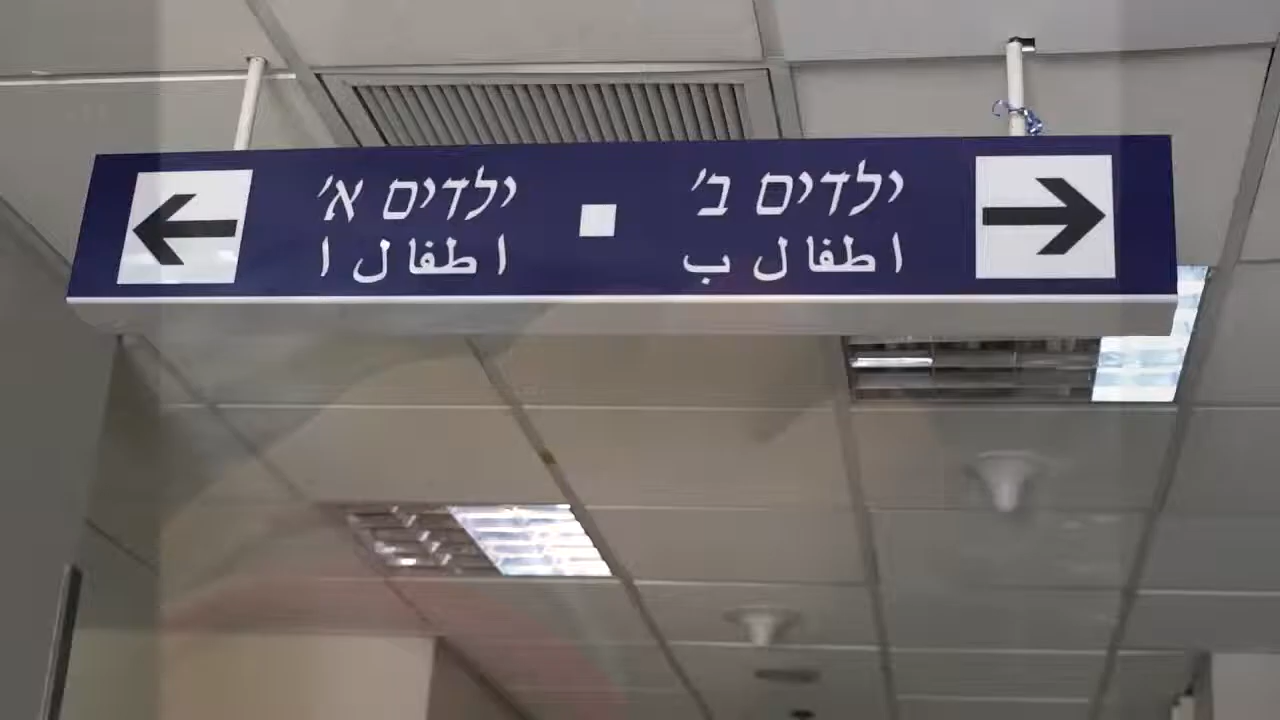 ילדים ב'
اطفال ب
ילדים א'
اطفال ا